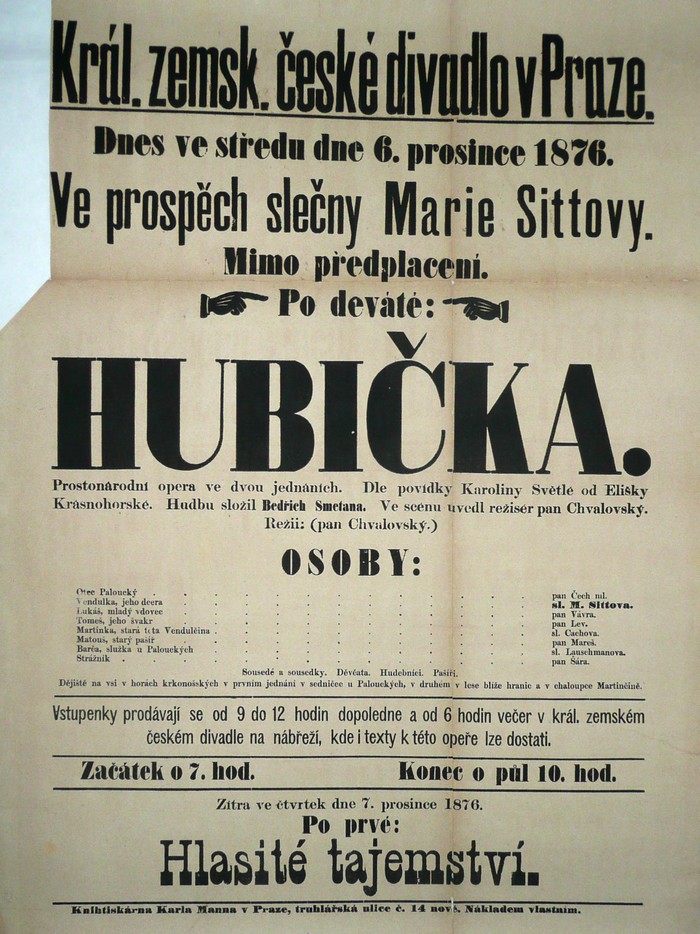 Král. zemsk. české divadlo v Praze.
Dnes ve středu dne 6. prosince 1876.
Ve prospěch slečny Marie Sittovy.
Mimo předplacení.
Po deváté:
HUBIČKA.
Prostonárodní opera ve dvou jednáních. Dle povídky Karoliny Světlé od Elišky
Krásnohorské. Hudbu složil Bedřich Smetana. Ve scénu uvedl režisér pan Chvalovský.
Režii: (pan Chvalovský.)
OSOBY:
Otec Paloucký . . . . . . . . . . . . pan Čech ml.
Vendulka, jeho dcera . . . . . . . . . . . . sl. M. Sittova.
Lukáš, mladý vdovec . . . . . . . . . . . . pan Vávra.
Tomeš, jeho švakr . . . . . . . . . . . . pan Lev.
Martinka, stará teta Vendulčina . . . . . . . . . . . . sl. Cachova.
Matouš, starý pašíř . . . . . . . . . . . . pan Mareš.
Barča, služka u Palouckých . . . . . . . . . . . . sl. Lauschmanova.
Strážník . . . . . . . . . . . . pan Šára.
Sousedé a sousedky. Děvčata. Hudebníci. Pašíři.
Dějiště na vsi v horách krkonošských v prvním jednání v sedničce u Palouckých, v druhém v lese blíže hranic a v chaloupce Martinčině.
Vstupenky prodávají se od 9 do 12 hodin dopoledne a od 6 hodin večer v král. zemském
českém divadle na nábřeží, kde i texty k této opeře lze dostati.
Začátek o 7. hod. Konec o půl 10. hod.
Zítra ve čtvrtek dne 7. prosince 1876.
Po prvé:
Hlasité tajemství.
Knihtiskárna Karla Manna v Praze, truhlářská ulice č. 14 nové. Nákladem vlastním.